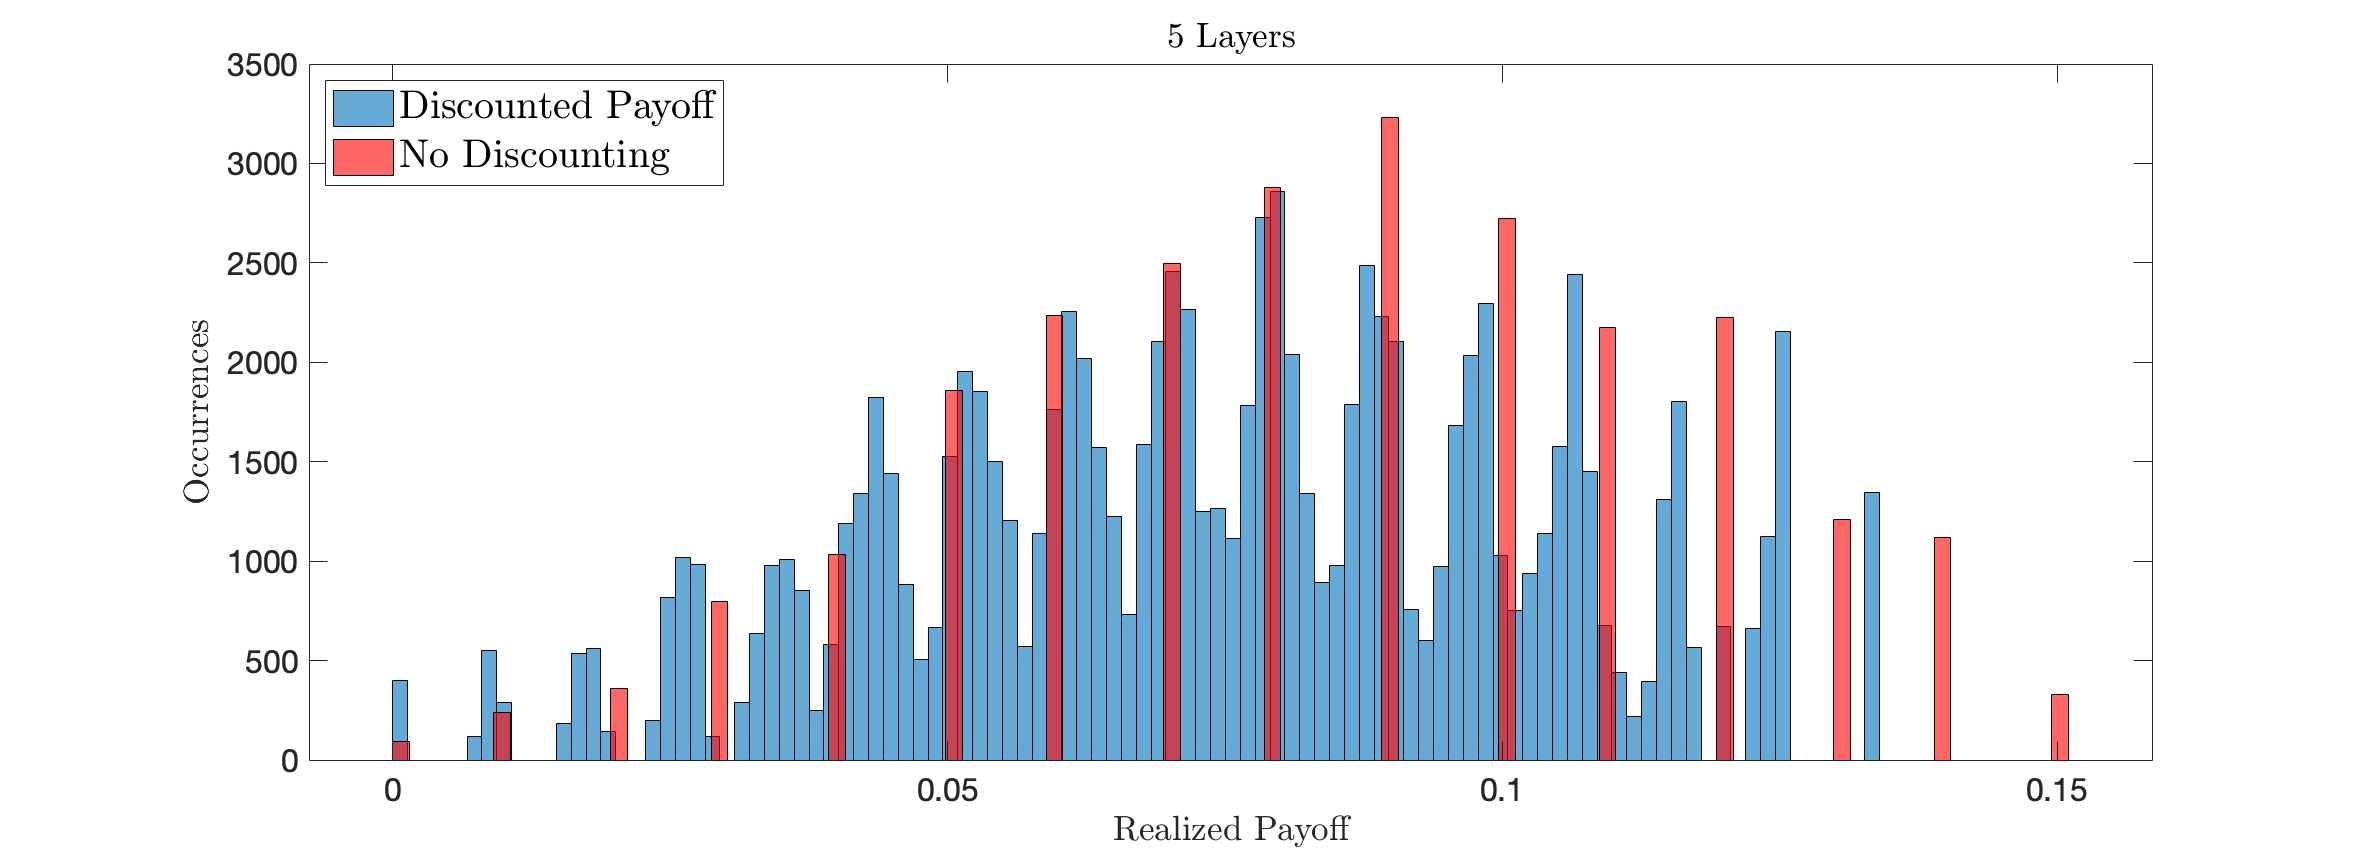 5 Layers
3500
3000
2500
2000
1500
1000
500
0
Discounted Payoff
No Discounting
Occurrences
0 0.05 0.1 0.15
Realized Payoff